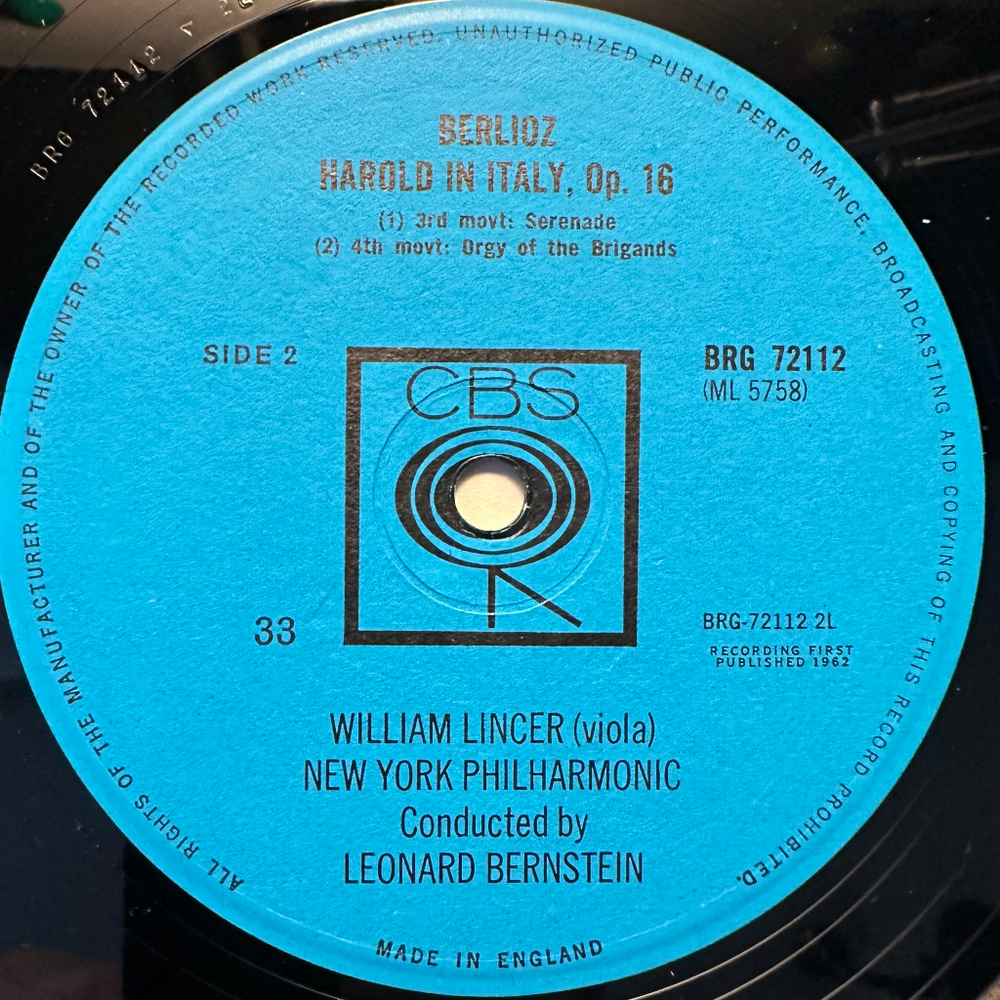 BRG 72112
ALL RIGHTS OF THE MANUFACTURER AND OF THE OWNER OF THE RECORDED WORK RESERVED. UNAUTHORIZED PUBLIC PERFORMANCE, BROADCASTING AND COPYING OF THIS RECORD PROHIBITED.
BERLIOZ
HAROLD IN ITALY, Op. 16
(1) 3rd movt: Serenade
(2) 4th movt: Orgy of the Brigands
SIDE 2
BRG 72112
(ML 5758)
CBS
33
BRG-72112 2L
RECORDING FIRST
PUBLISHED 1962
WILLIAM LINCER (viola)
NEW YORK PHILHARMONIC
Conducted by
LEONARD BERNSTEIN
MADE IN ENGLAND